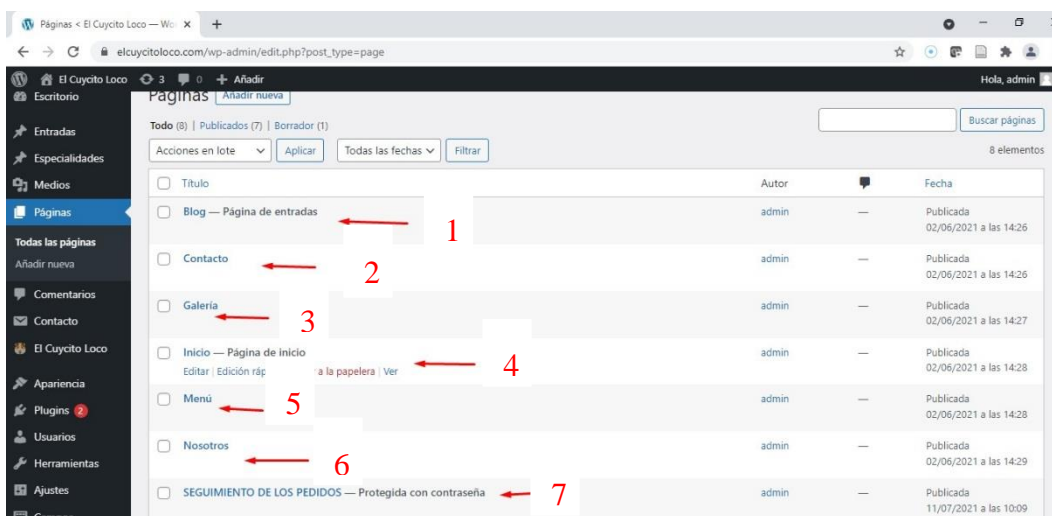 Páginas < El Cuycito Loco — Wo
elcuycitoloco.com/wp-admin/edit.php?post_type=page
El Cuycito Loco 3 0 + Añadir Hola, admin
Escritorio
Entradas
Especialidades
Medios
Páginas
Todas las páginas
Añadir nueva
Comentarios
Contacto
El Cuycito Loco
Apariencia
Plugins 2
Usuarios
Herramientas
Ajustes
Páginas Añadir nueva
Todo (8) | Publicados (7) | Borrador (1)
Buscar páginas
Acciones en lote Aplicar Todas las fechas Filtrar 8 elementos
Título Autor Fecha
Blog — Página de entradas 1 admin — Publicada
02/06/2021 a las 14:26
Contacto 2 admin — Publicada
02/06/2021 a las 14:26
Galería 3 admin — Publicada
02/06/2021 a las 14:27
Inicio — Página de inicio 4 admin — Publicada
Editar | Edición ráp a la papelera | Ver 02/06/2021 a las 14:28
Menú 5 admin — Publicada
02/06/2021 a las 14:28
Nosotros 6 admin — Publicada
02/06/2021 a las 14:29
SEGUIMIENTO DE LOS PEDIDOS — Protegida con contraseña 7 admin — Publicada
11/07/2021 a las 10:09